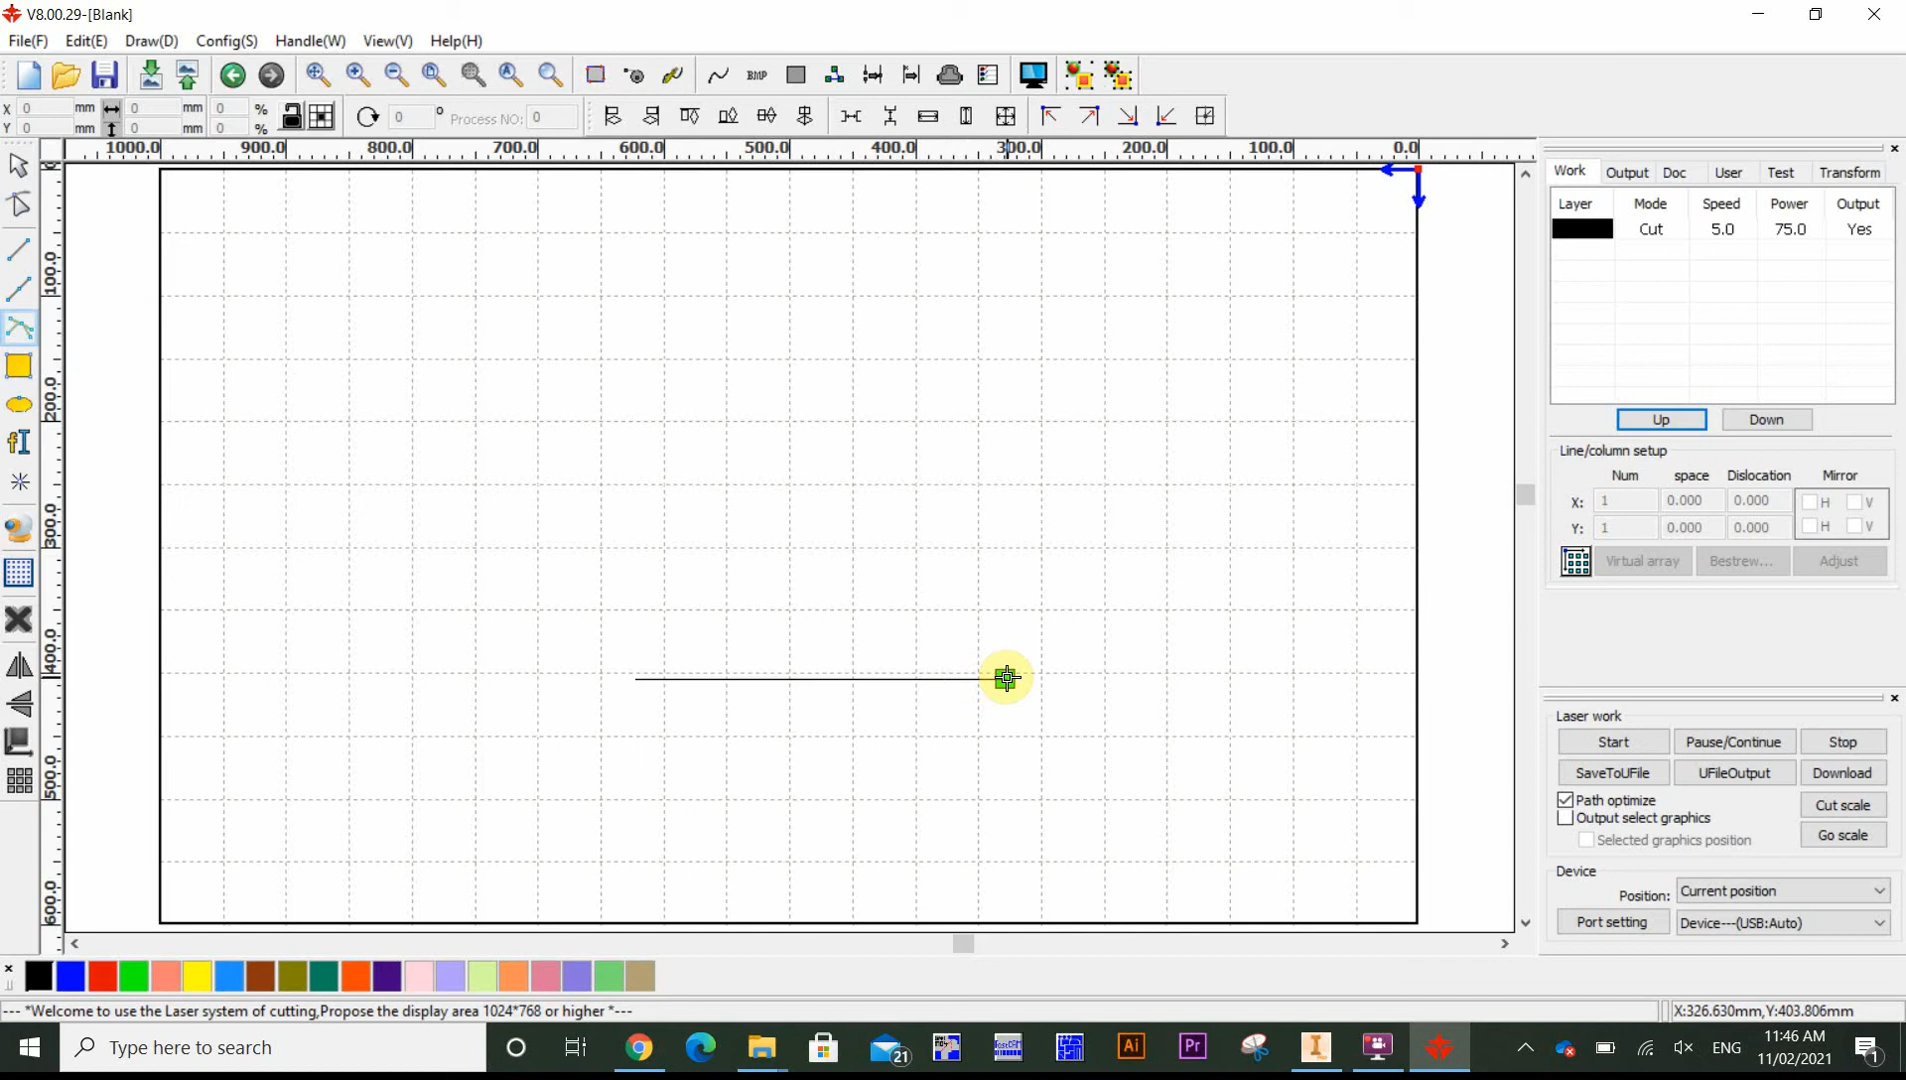 V8.00.29-[Blank]
File(F) Edit(E) Draw(D) Config(S) Handle(W) View(V) Help(H)
BMP
X 0 mm 0 mm 0 %
Y 0 mm 0 mm 0 %
0 ° Process NO: 0
1000.0 900.0 800.0 700.0 600.0 500.0 400.0 300.0 200.0 100.0 0.0
100.0
200.0
300.0
400.0
500.0
600.0
Work Output Doc User Test Transform
Layer Mode Speed Power Output
Cut 5.0 75.0 Yes
Up Down
Line/column setup
Num space Dislocation Mirror
X: 1 0.000 0.000 H V
Y: 1 0.000 0.000 H V
Virtual array Bestrew... Adjust
Laser work
Start Pause/Continue Stop
SaveToUFile UFileOutput Download
Path optimize Cut scale
Output select graphics
Selected graphics position Go scale
Device
Position: Current position
Port setting Device---(USB:Auto)
--- *Welcome to use the Laser system of cutting,Propose the display area 1024*768 or higher *---
X:326.630mm,Y:403.806mm
Type here to search
21
Ai
Pr
ENG
11:46 AM
11/02/2021
1